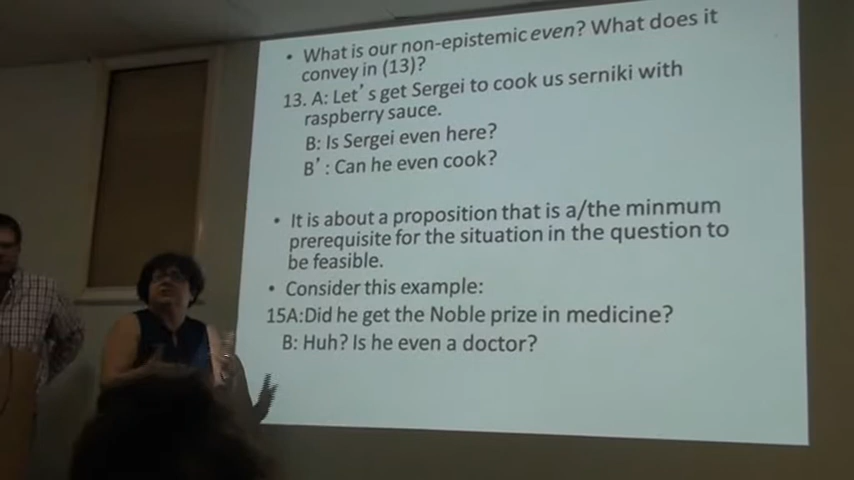 • What is our non-epistemic even? What does it
convey in (13)?
13. A: Let's get Sergei to cook us serniki with
raspberry sauce.
B: Is Sergei even here?
B': Can he even cook?
• It is about a proposition that is a/the minmum
prerequisite for the situation in the question to
be feasible.
• Consider this example:
15A:Did he get the Noble prize in medicine?
B: Huh? Is he even a doctor?